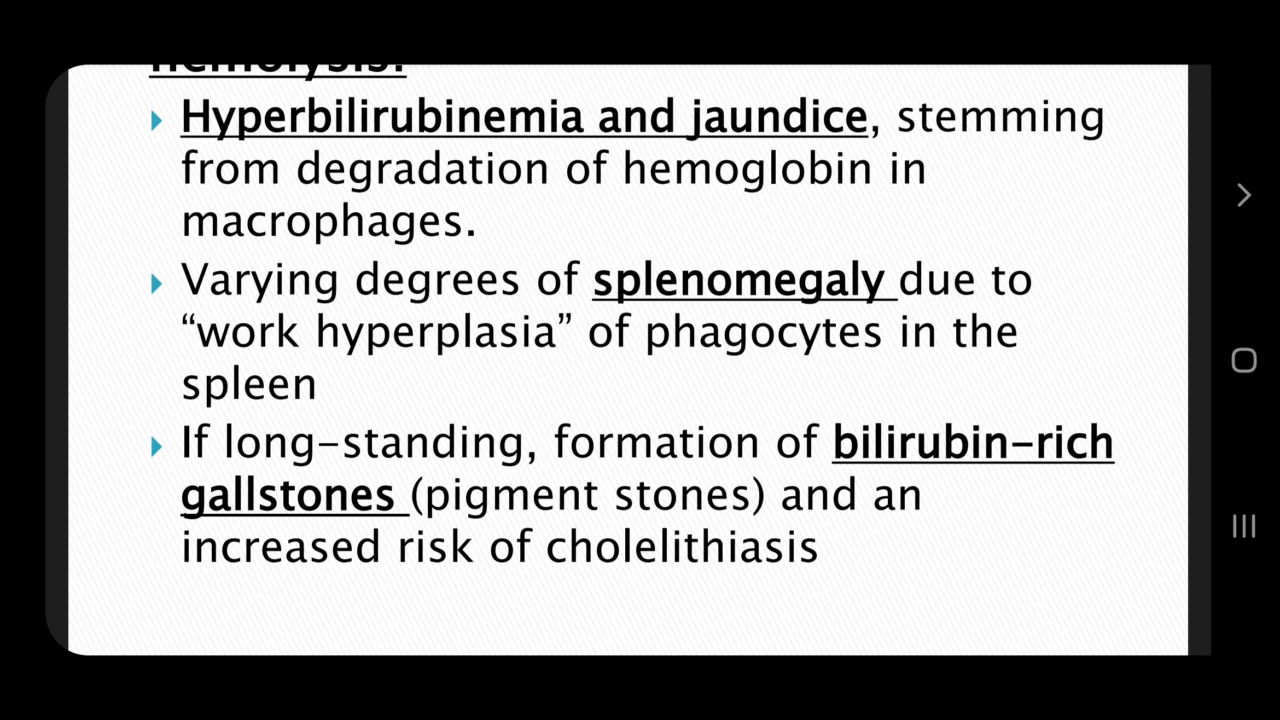 hemolysis:
Hyperbilirubinemia and jaundice, stemming
from degradation of hemoglobin in
macrophages.
Varying degrees of splenomegaly due to
“work hyperplasia” of phagocytes in the
spleen
If long-standing, formation of bilirubin-rich
gallstones (pigment stones) and an
increased risk of cholelithiasis